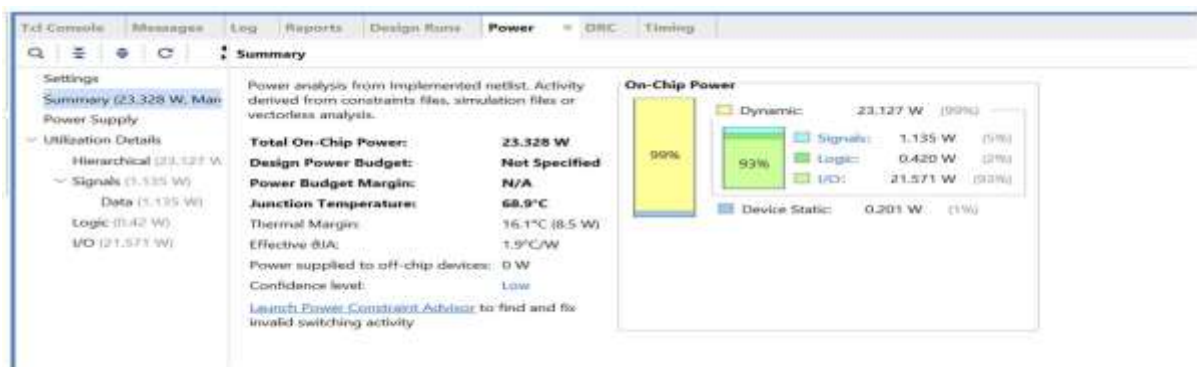 Tcl Console Messages Log Reports Design Runs Power × DRC Timing
Summary
Settings
Summary (23.328 W, Mar
Power Supply
Utilization Details
Hierarchical (23.127 W
Signals (1.135 W)
Data (1.135 W)
Logic (0.42 W)
I/O (21.571 W)
Power analysis from Implemented netlist. Activity
derived from constraints files, simulation files or
vectorless analysis.
Total On-Chip Power: 23.328 W
Design Power Budget: Not Specified
Power Budget Margin: N/A
Junction Temperature: 68.9°C
Thermal Margin: 16.1°C (8.5 W)
Effective ϑJA: 1.9°C/W
Power supplied to off-chip devices: 0 W
Confidence level: Low
Launch Power Constraint Advisor to find and fix
invalid switching activity
On-Chip Power
Dynamic: 23.127 W (99%)
Signals: 1.135 W (5%)
99% 93% Logic: 0.420 W (2%)
I/O: 21.571 W (93%)
Device Static: 0.201 W (1%)